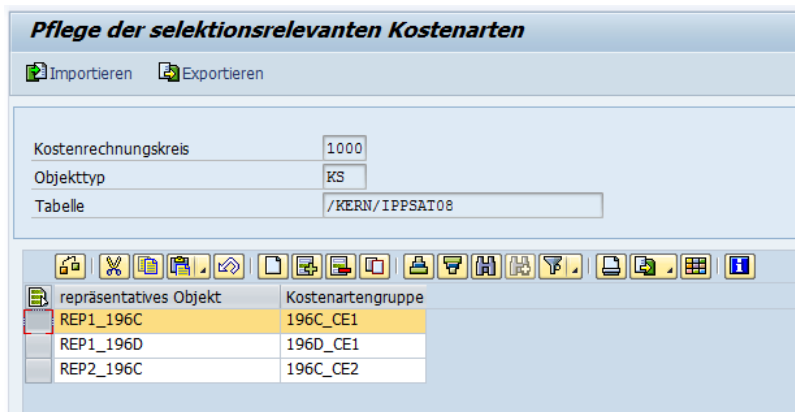 Pflege der selektionsrelevanten Kostenarten
Importieren Exportieren
Kostenrechnungskreis 1000
Objekttyp KS
Tabelle /KERN/IPPSAT08
repräsentatives Objekt Kostenartengruppe
REP1_196C 196C_CE1
REP1_196D 196D_CE1
REP2_196C 196C_CE2